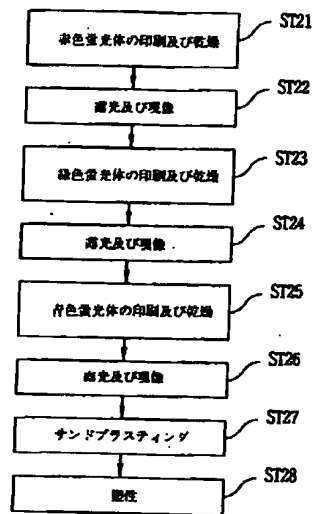 赤色蛍光体の印刷及び乾燥
ST21
露光及び現像
ST22
緑色蛍光体の印刷及び乾燥
ST23
露光及び現像
ST24
青色蛍光体の印刷及び乾燥
ST25
露光及び現像
ST26
サンドブラスティング
ST27
ST28